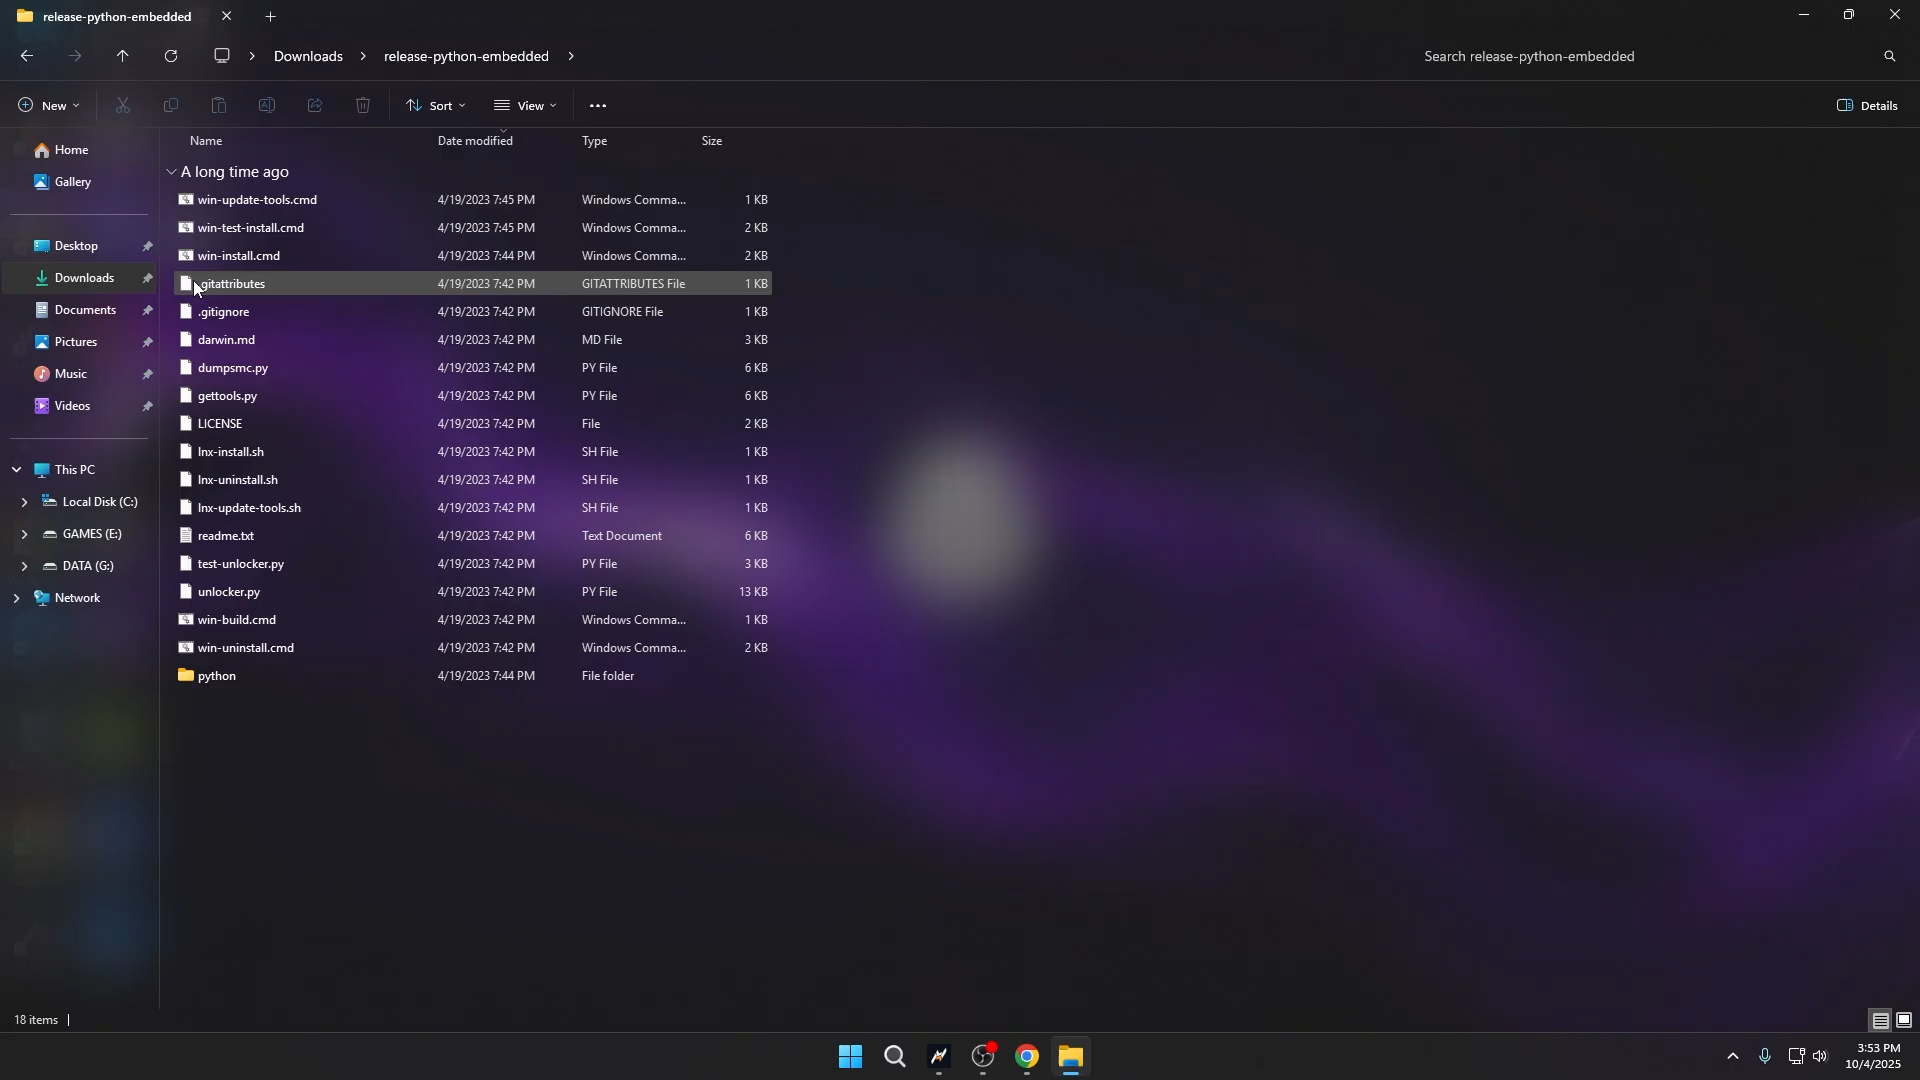 release-python-embedded
Downloads release-python-embedded Search release-python-embedded
New Sort View Details
Name Date modified Type Size
Home
Gallery
Desktop
Downloads
Documents
Pictures
Music
Videos
This PC
Local Disk (C:)
GAMES (E:)
DATA (G:)
Network
A long time ago
win-update-tools.cmd 4/19/2023 7:45 PM Windows Comma... 1 KB
win-test-install.cmd 4/19/2023 7:45 PM Windows Comma... 2 KB
win-install.cmd 4/19/2023 7:44 PM Windows Comma... 2 KB
gitattributes 4/19/2023 7:42 PM GITATTRIBUTES File 1 KB
.gitignore 4/19/2023 7:42 PM GITIGNORE File 1 KB
darwin.md 4/19/2023 7:42 PM MD File 3 KB
dumpsmc.py 4/19/2023 7:42 PM PY File 6 KB
gettools.py 4/19/2023 7:42 PM PY File 6 KB
LICENSE 4/19/2023 7:42 PM File 2 KB
lnx-install.sh 4/19/2023 7:42 PM SH File 1 KB
lnx-uninstall.sh 4/19/2023 7:42 PM SH File 1 KB
lnx-update-tools.sh 4/19/2023 7:42 PM SH File 1 KB
readme.txt 4/19/2023 7:42 PM Text Document 6 KB
test-unlocker.py 4/19/2023 7:42 PM PY File 3 KB
unlocker.py 4/19/2023 7:42 PM PY File 13 KB
win-build.cmd 4/19/2023 7:42 PM Windows Comma... 1 KB
win-uninstall.cmd 4/19/2023 7:42 PM Windows Comma... 2 KB
python 4/19/2023 7:44 PM File folder
18 items
3:53 PM
10/4/2025